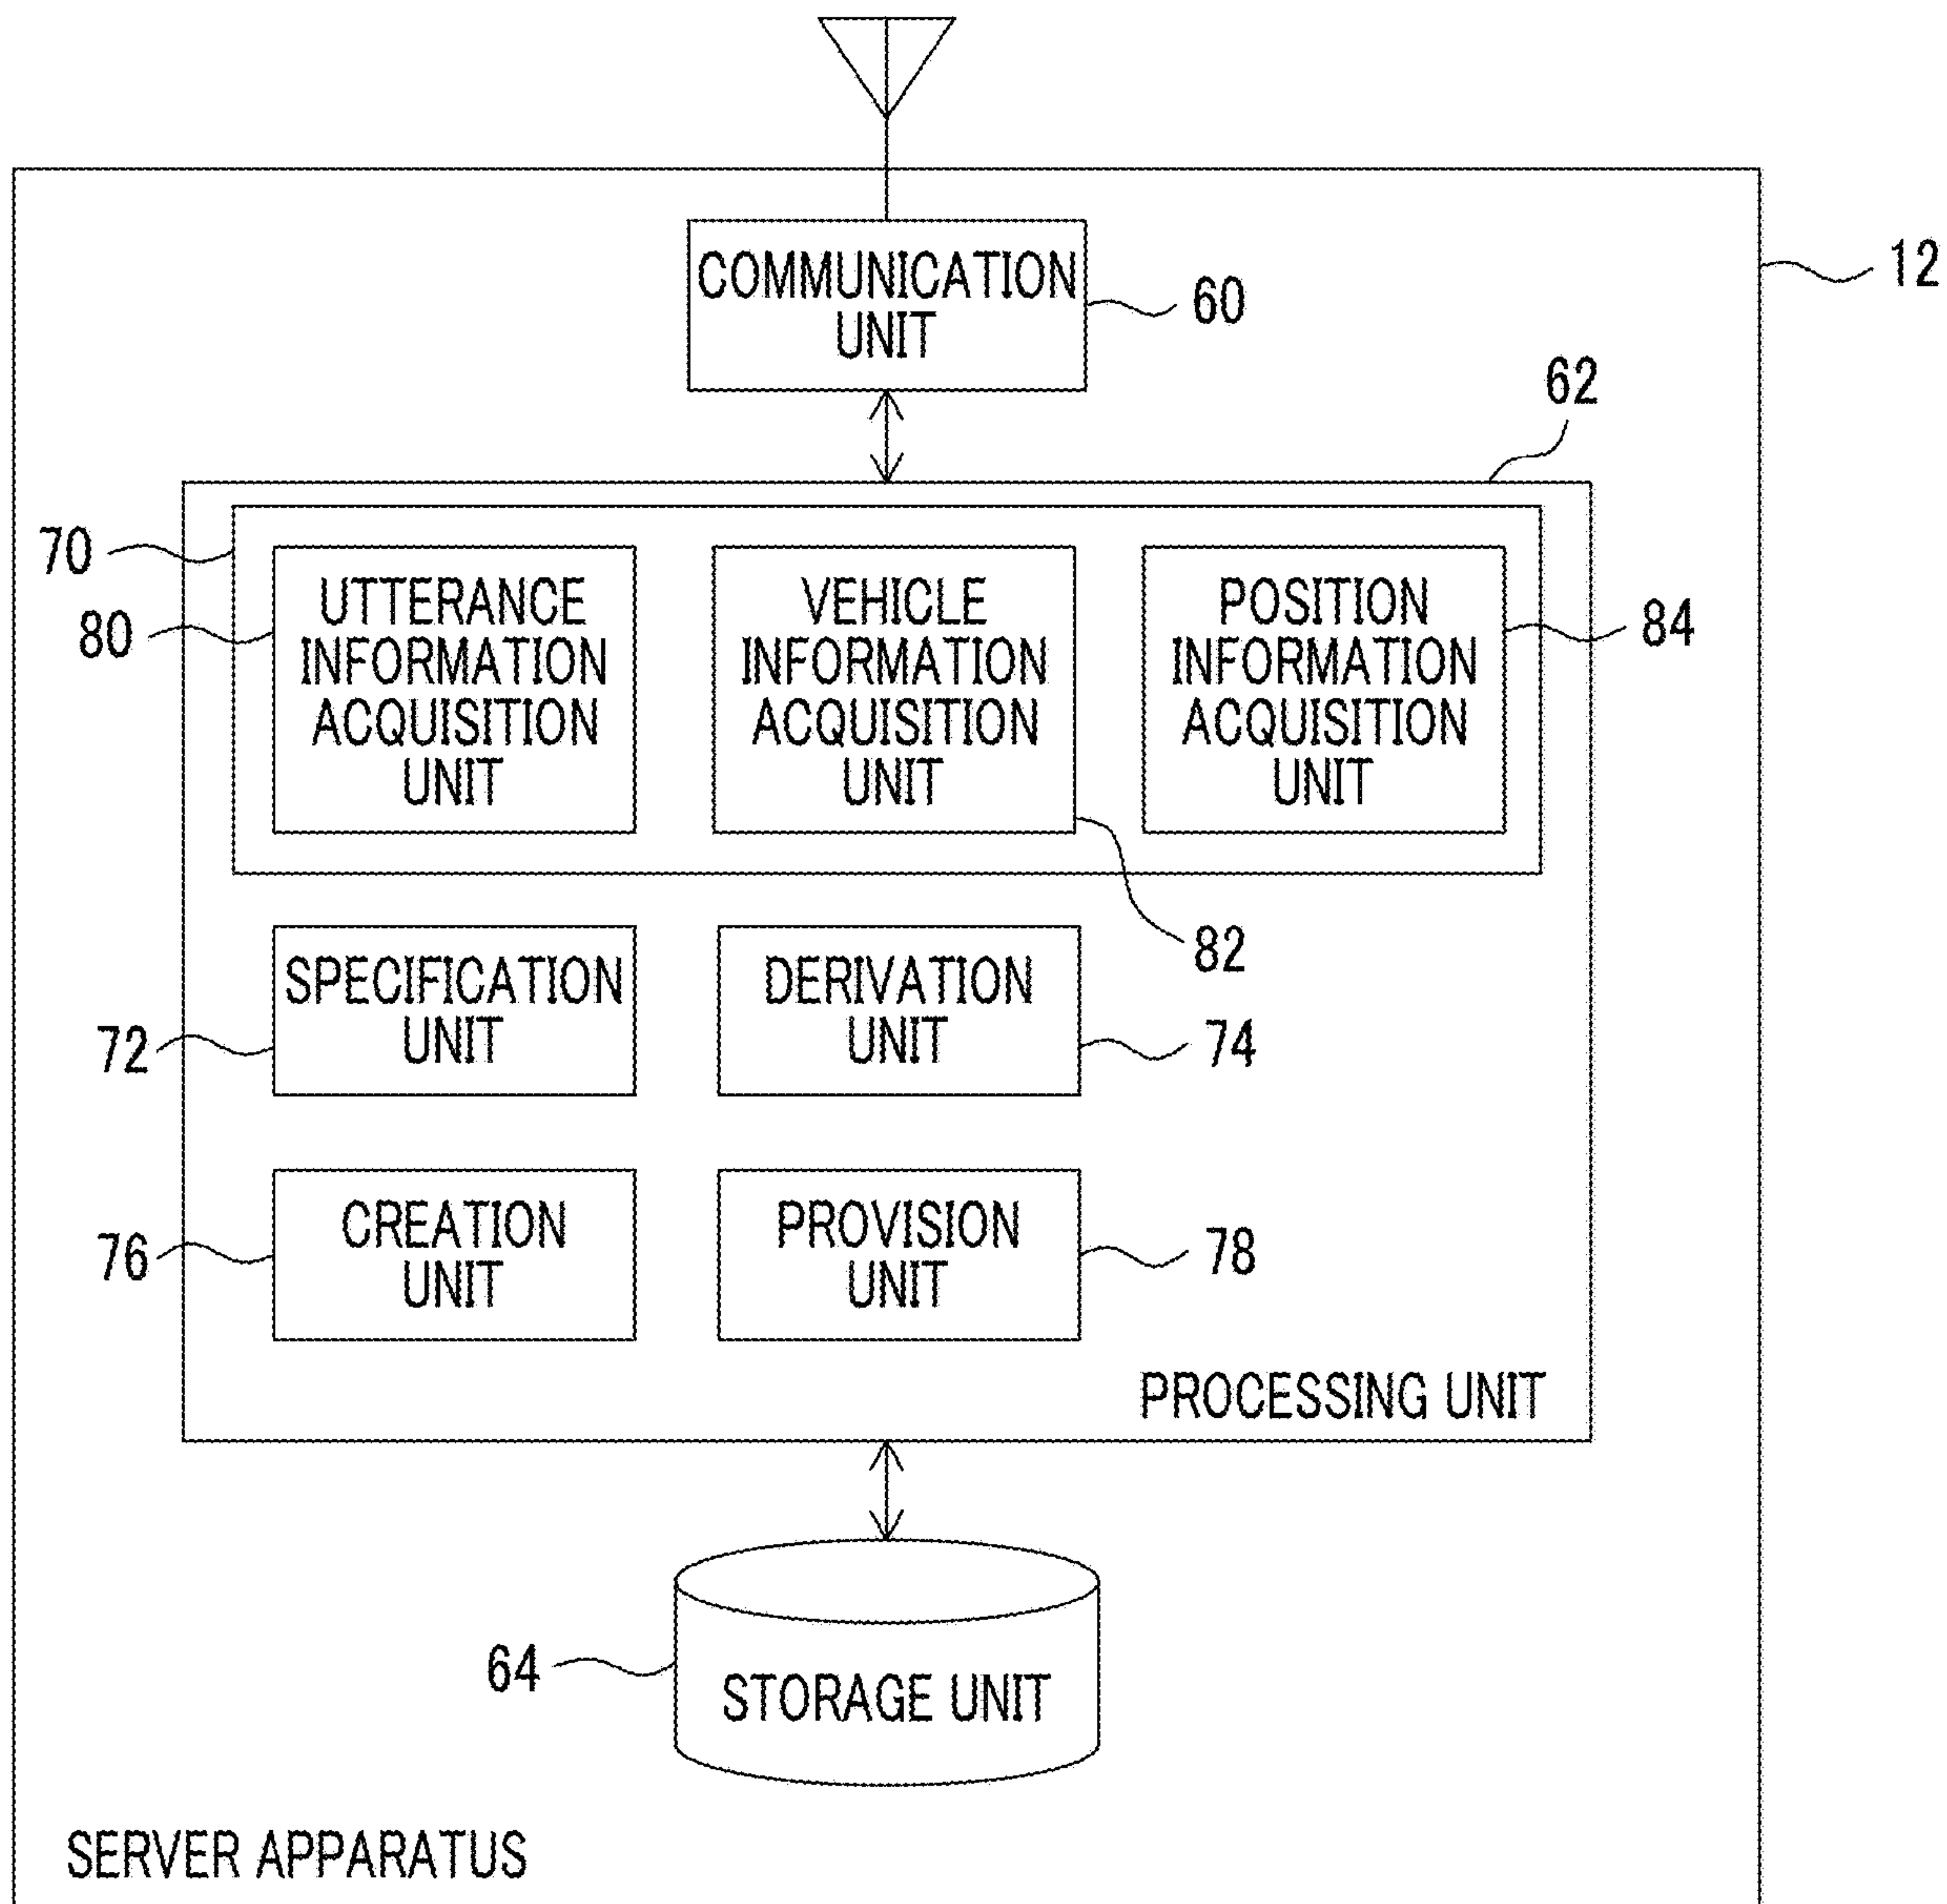 COMMUNICATION
UNIT
60
12
62
70
80
UTTERANCE
INFORMATION
ACQUISITION
UNIT
VEHICLE
INFORMATION
ACQUISITION
UNIT
POSITION
INFORMATION
ACQUISITION
UNIT
84
82
SPECIFICATION
UNIT
72
DERIVATION
UNIT
74
CREATION
UNIT
76
PROVISION
UNIT
78
PROCESSING UNIT
64
STORAGE UNIT
SERVER APPARATUS